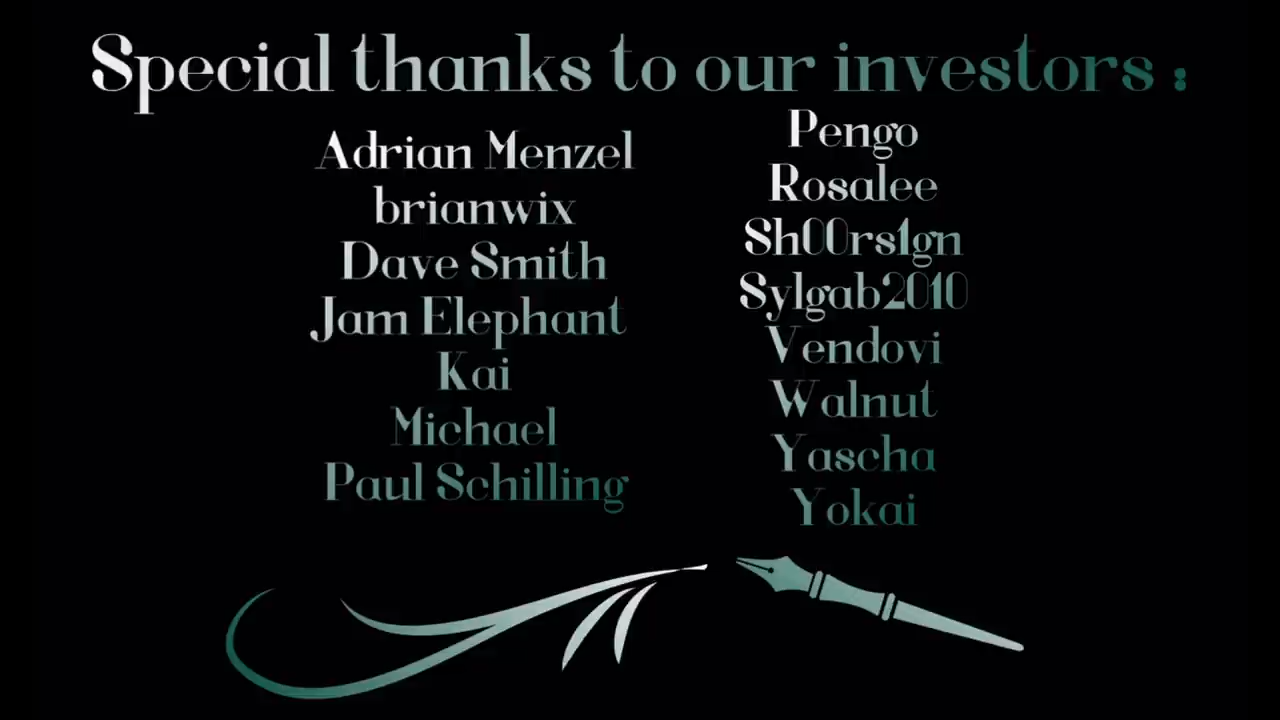 Special thanks to our investors :
Adrian Menzel
brianwix
Dave Smith
Jam Elephant
Kai
Michael
Paul Schilling
Pengo
Rosalee
Sh00rs1gn
Sylgab2010
Vendovi
Walnut
Yascha
Yokai